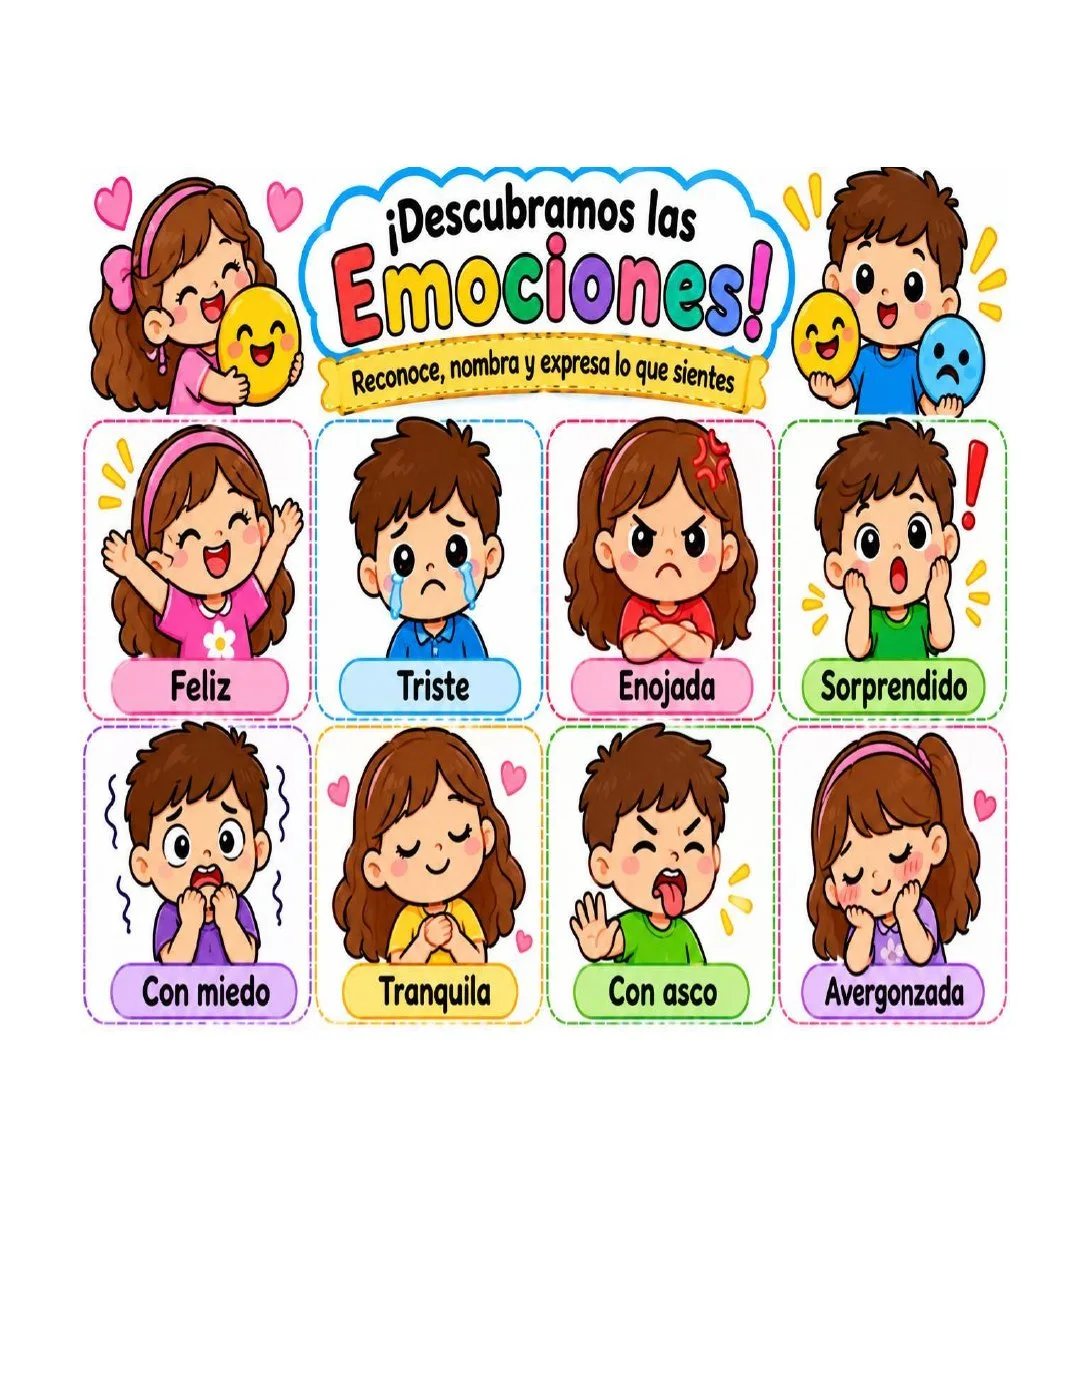 ¡Descubramos las
Emociones!
Reconoce, nombra y expresa lo que sientes
Feliz
Triste
Enojada
Sorprendido
Con miedo
Tranquila
Con asco
Avergonzada